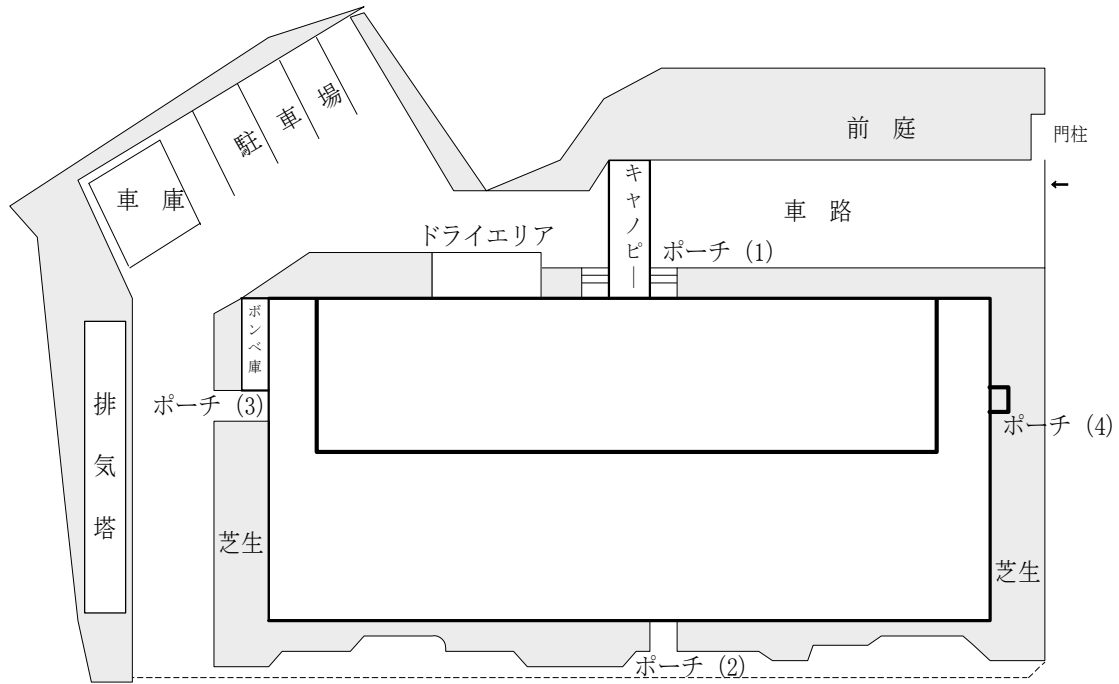 駐車場
前庭
門柱
車庫
キャノピー
車路
←
ドライエリア
ポーチ (1)
ボンベ庫
ポーチ (3)
排気塔
ポーチ (4)
芝生
芝生
ポーチ (2)